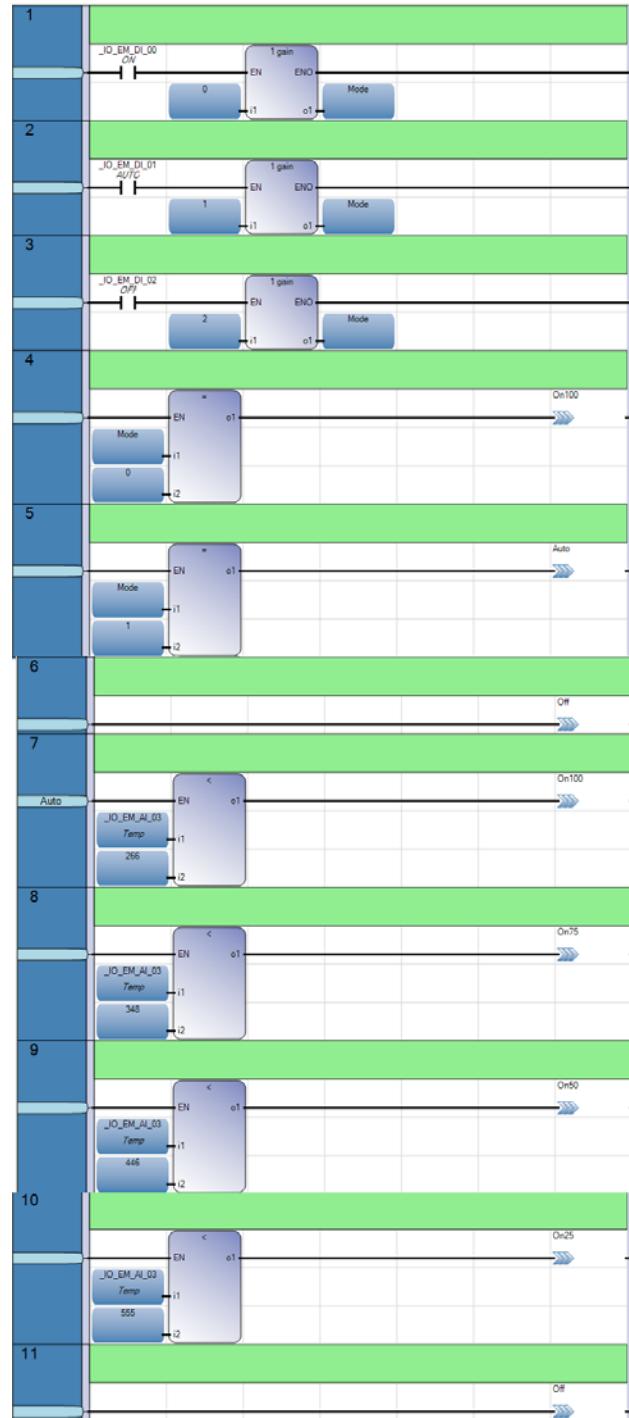 1
_IO_EM_DI_00
ON
1 gain
EN ENO
0 Mode
i1 o1
2
_IO_EM_DI_01
AUTO
1 gain
EN ENO
1 Mode
i1 o1
3
_IO_EM_DI_02
OFF
1 gain
EN ENO
2 Mode
i1 o1
4
=
On100
EN o1
Mode
i1
0
i2
5
=
Auto
EN o1
Mode
i1
1
i2
6
Off
7
<
On100
Auto
EN o1
_IO_EM_AI_03
Temp
i1
266
i2
8
<
On75
EN o1
_IO_EM_AI_03
Temp
i1
348
i2
9
<
On50
EN o1
_IO_EM_AI_03
Temp
i1
446
i2
10
<
On25
EN o1
_IO_EM_AI_03
Temp
i1
555
i2
11
Off